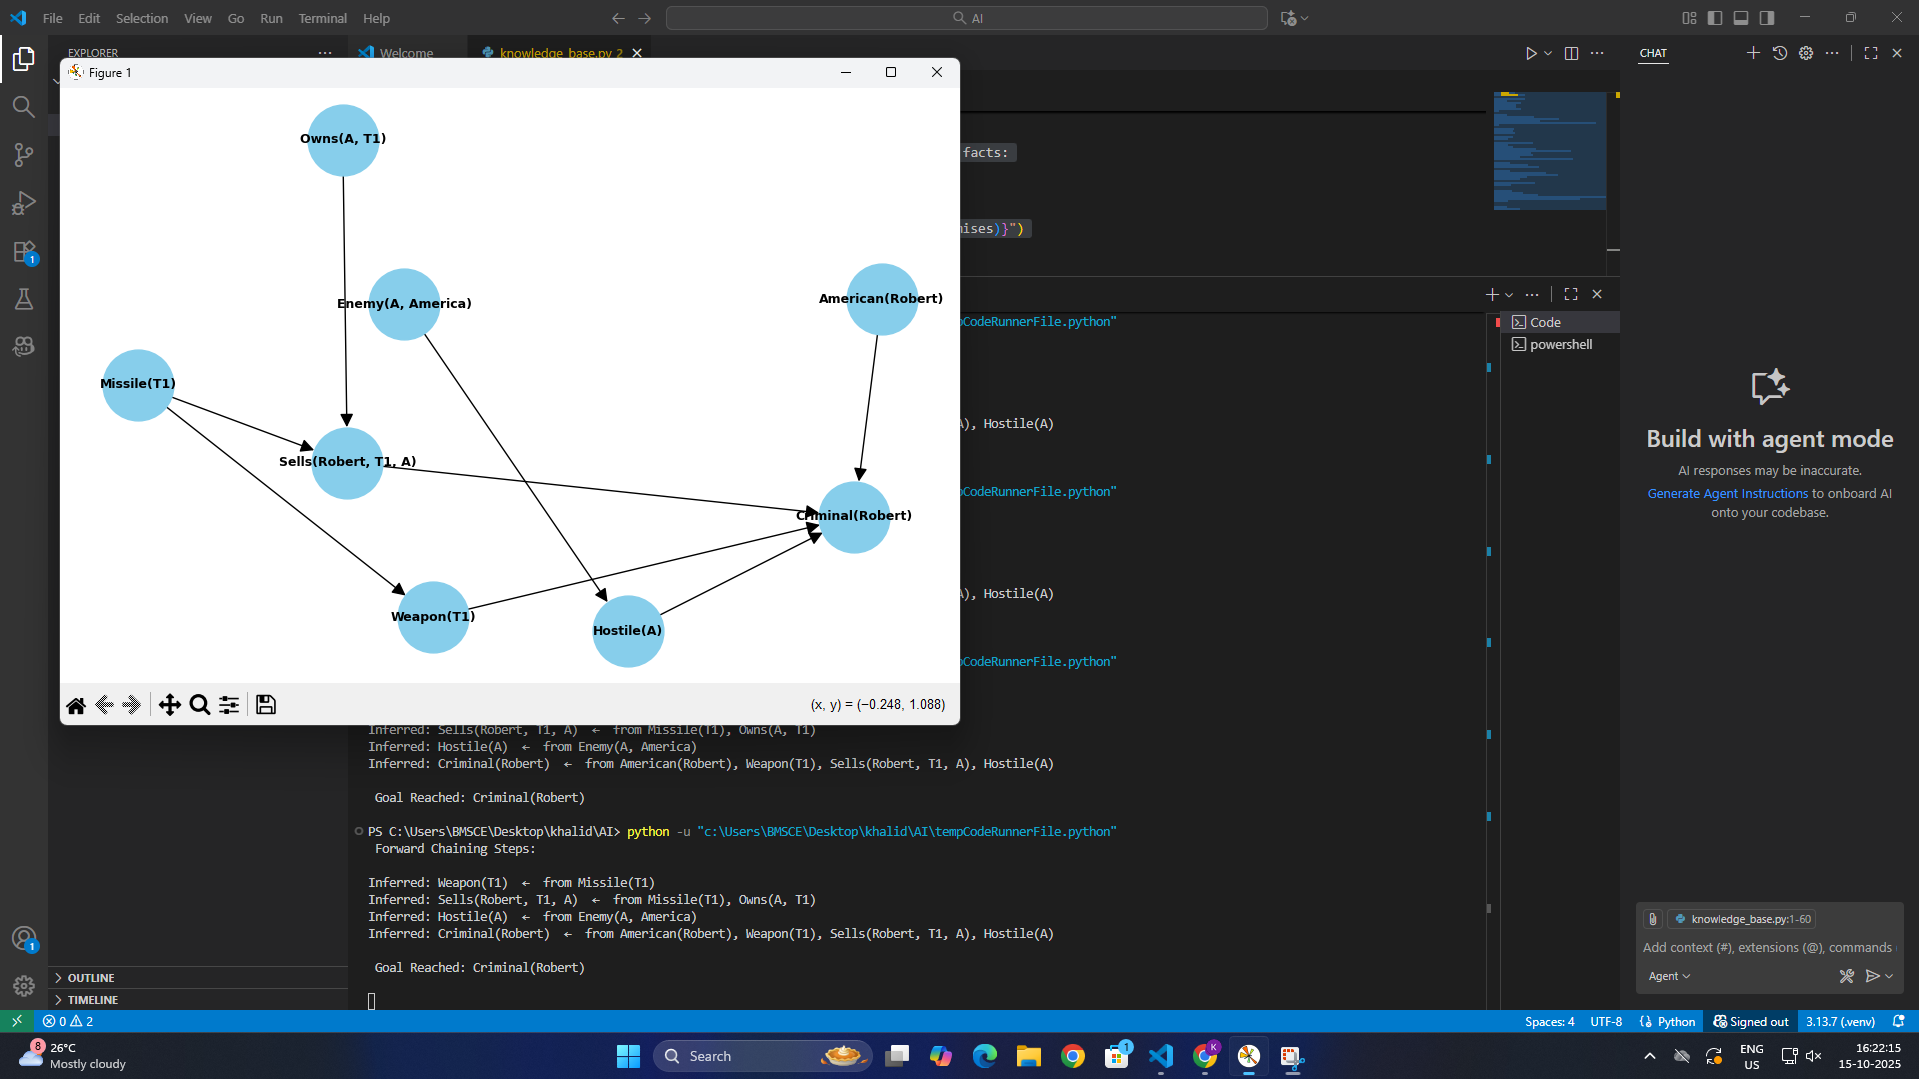 File Edit Selection View Go Run Terminal Help
AI
EXPLORER
Welcome
knowledge_base.py 2
CHAT
Figure 1
Owns(A, T1)
Enemy(A, America)
American(Robert)
Missile(T1)
Sells(Robert, T1, A)
Criminal(Robert)
Weapon(T1)
Hostile(A)
(x, y) = (−0.248, 1.088)
facts:
mises)}")
Code
powershell
pCodeRunnerFile.python"
A), Hostile(A)
pCodeRunnerFile.python"
A), Hostile(A)
pCodeRunnerFile.python"
Inferred: Sells(Robert, T1, A) ← from Missile(T1), Owns(A, T1)
Inferred: Hostile(A) ← from Enemy(A, America)
Inferred: Criminal(Robert) ← from American(Robert), Weapon(T1), Sells(Robert, T1, A), Hostile(A)
Goal Reached: Criminal(Robert)
PS C:\Users\BMSCE\Desktop\khalid\AI> python -u "c:\Users\BMSCE\Desktop\khalid\AI\tempCodeRunnerFile.python"
Forward Chaining Steps:
Inferred: Weapon(T1) ← from Missile(T1)
Inferred: Sells(Robert, T1, A) ← from Missile(T1), Owns(A, T1)
Inferred: Hostile(A) ← from Enemy(A, America)
Inferred: Criminal(Robert) ← from American(Robert), Weapon(T1), Sells(Robert, T1, A), Hostile(A)
Goal Reached: Criminal(Robert)
Build with agent mode
AI responses may be inaccurate.
Generate Agent Instructions to onboard AI
onto your codebase.
knowledge_base.py:1-60
Add context (#), extensions (@), commands
Agent
1
1
OUTLINE
TIMELINE
0 2
Spaces: 4 UTF-8 Python Signed out 3.13.7 (.venv)
8
26°C
Mostly cloudy
Search
1
K
ENG
US
16:22:15
15-10-2025